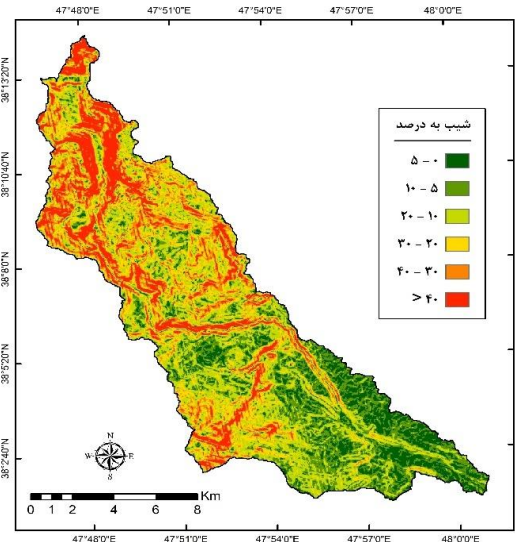 47°48'0"E 47°51'0"E 47°54'0"E 47°57'0"E 48°0'0"E
38°13'20"N
38°10'40"N
38°8'0"N
38°5'20"N
38°2'40"N
شیب به درصد
۵ - ۰
۱۰ - ۵
۲۰ - ۱۰
۳۰ - ۲۰
۴۰ - ۳۰
> ۴۰
N
W E
S
0 1 2 4 6 8 Km
47°48'0"E 47°51'0"E 47°54'0"E 47°57'0"E 48°0'0"E